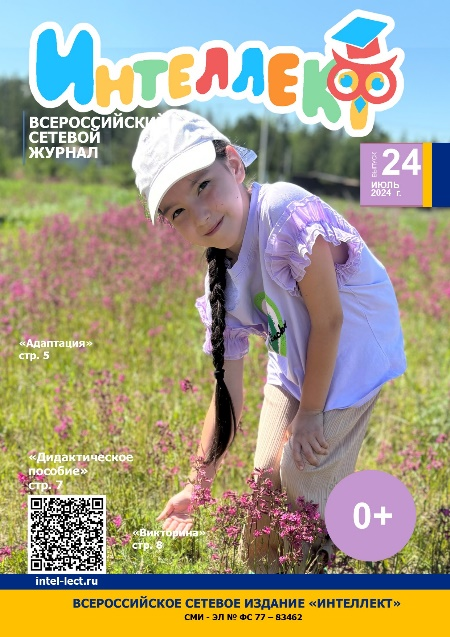 ИНТЕЛЛЕКТ
ВСЕРОССИЙСКИЙ
СЕТЕВОЙ
ЖУРНАЛ
ВЫПУСК
24
ИЮЛЬ
2024 г.
«Адаптация»
стр. 5
«Дидактическое
пособие»
стр. 7
«Викторина»
стр. 8
0+
intel-lect.ru
ВСЕРОССИЙСКОЕ СЕТЕВОЕ ИЗДАНИЕ «ИНТЕЛЛЕКТ»
СМИ - ЭЛ № ФС 77 – 83462